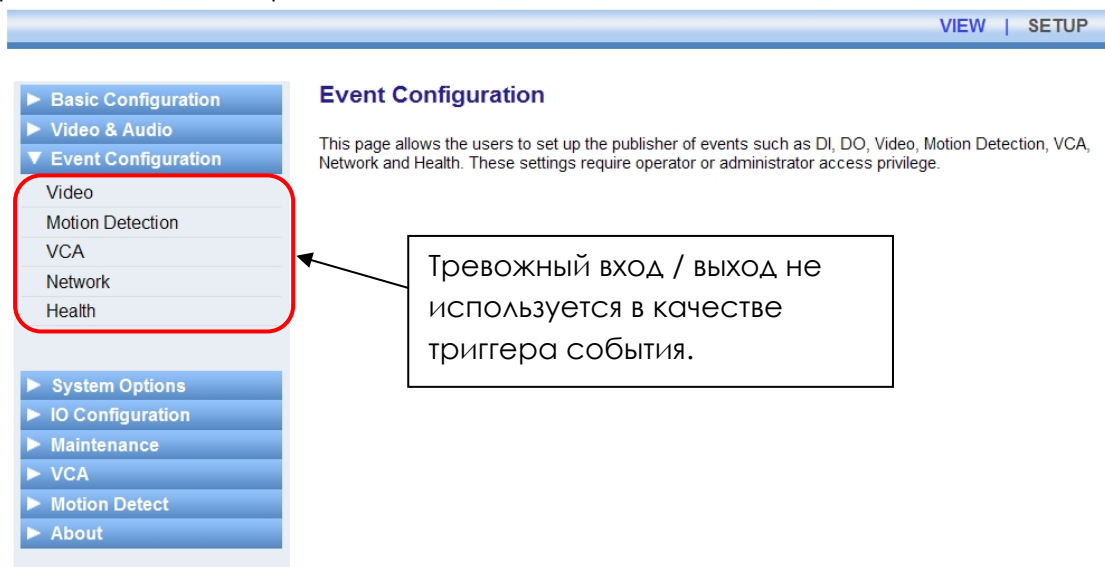 VIEW | SETUP
Basic Configuration
Video & Audio
Event Configuration
Video
Motion Detection
VCA
Network
Health
System Options
IO Configuration
Maintenance
VCA
Motion Detect
About
Event Configuration
This page allows the users to set up the publisher of events such as DI, DO, Video, Motion Detection, VCA,
Network and Health. These settings require operator or administrator access privilege.
Тревожный вход / выход не
используется в качестве
триггера события.